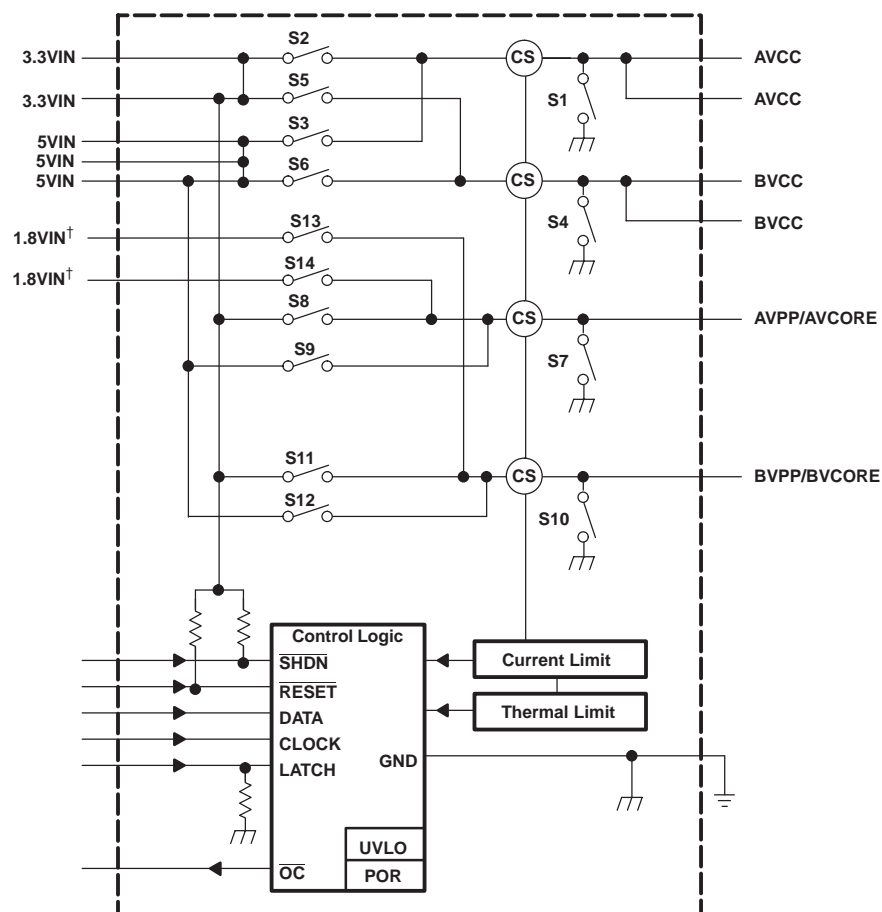 S2
3.3VIN
CS
AVCC
S5
3.3VIN
S1
AVCC
S3
5VIN
5VIN
S6
5VIN
CS
BVCC
S4
BVCC
S13
1.8VIN†
S14
1.8VIN†
S8
CS
AVPP/AVCORE
S9
S7
S11
CS
BVPP/BVCORE
S12
S10
Control Logic
SHDN
Current Limit
RESET
DATA
Thermal Limit
CLOCK
GND
LATCH
UVLO
OC
POR